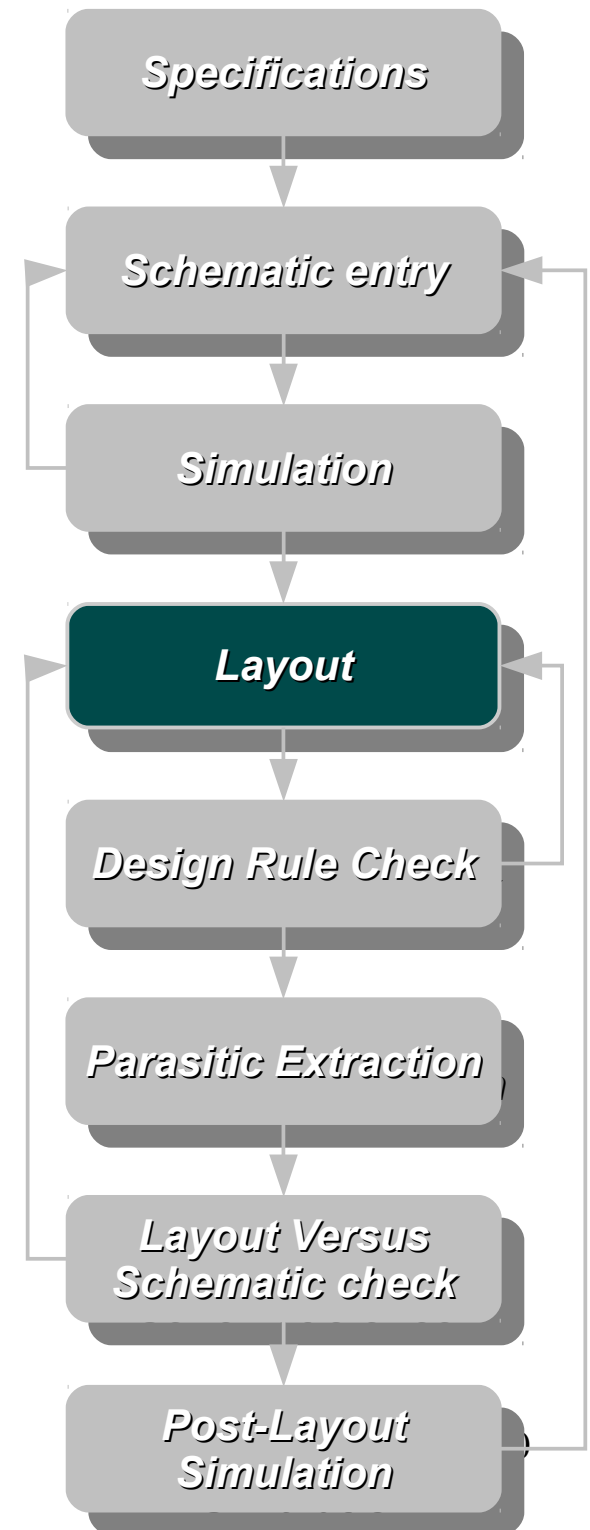 Specifications
Schematic entry
Simulation
Layout
Design Rule Check
Parasitic Extraction
Layout Versus
Schematic check
Post-Layout
Simulation